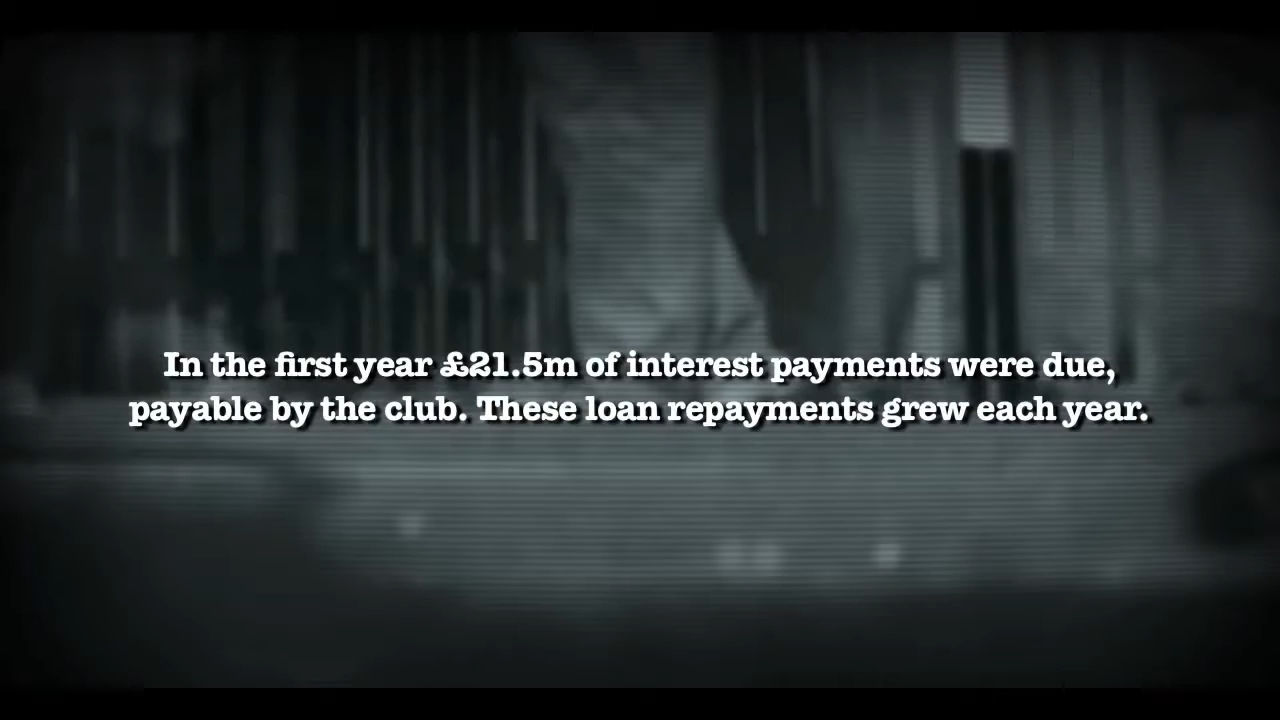 In the first year £21.5m of interest payments were due,
payable by the club. These loan repayments grew each year.